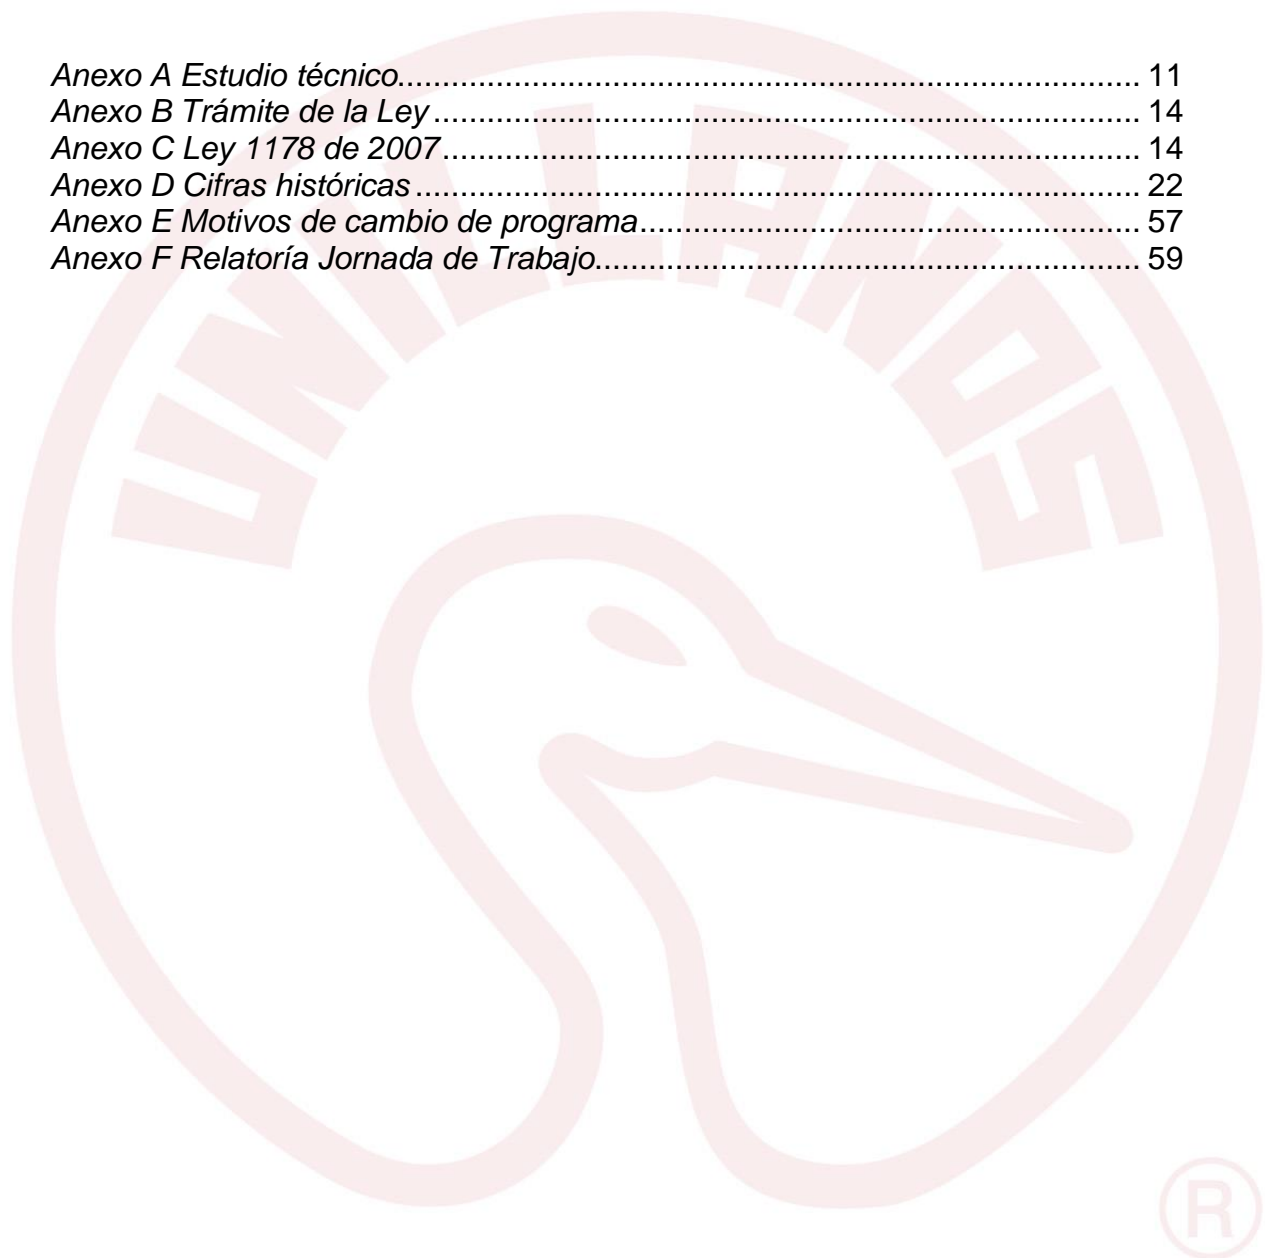 Anexo A Estudio técnico.................................................................................... 11
Anexo B Trámite de la Ley................................................................................ 14
Anexo C Ley 1178 de 2007............................................................................... 14
Anexo D Cifras históricas.................................................................................. 22
Anexo E Motivos de cambio de programa......................................................... 57
Anexo F Relatoría Jornada de Trabajo.............................................................. 59
UNILLANOS
®